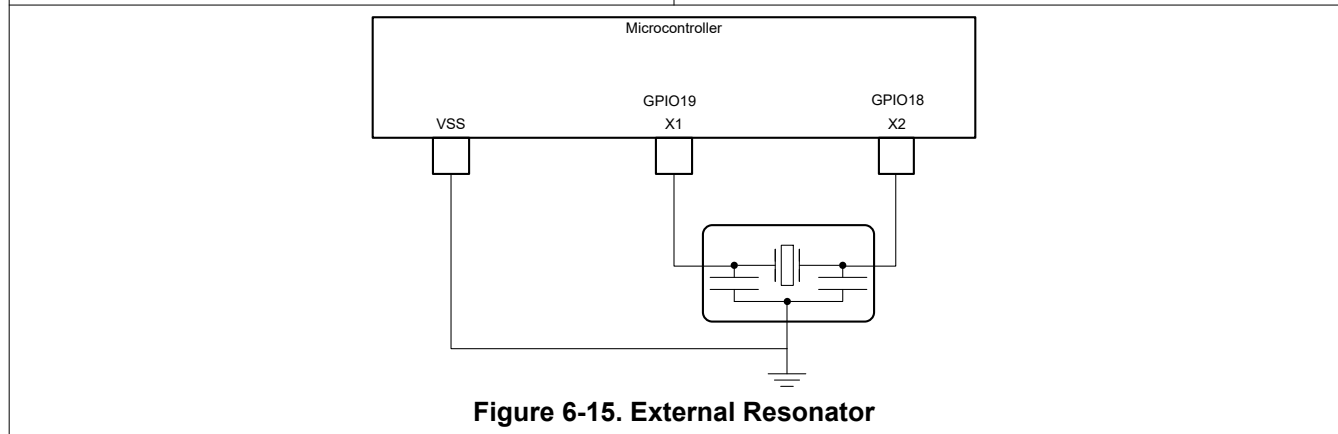 Microcontroller
GPIO19
GPIO18
VSS
X1
X2
Figure 6-15. External Resonator